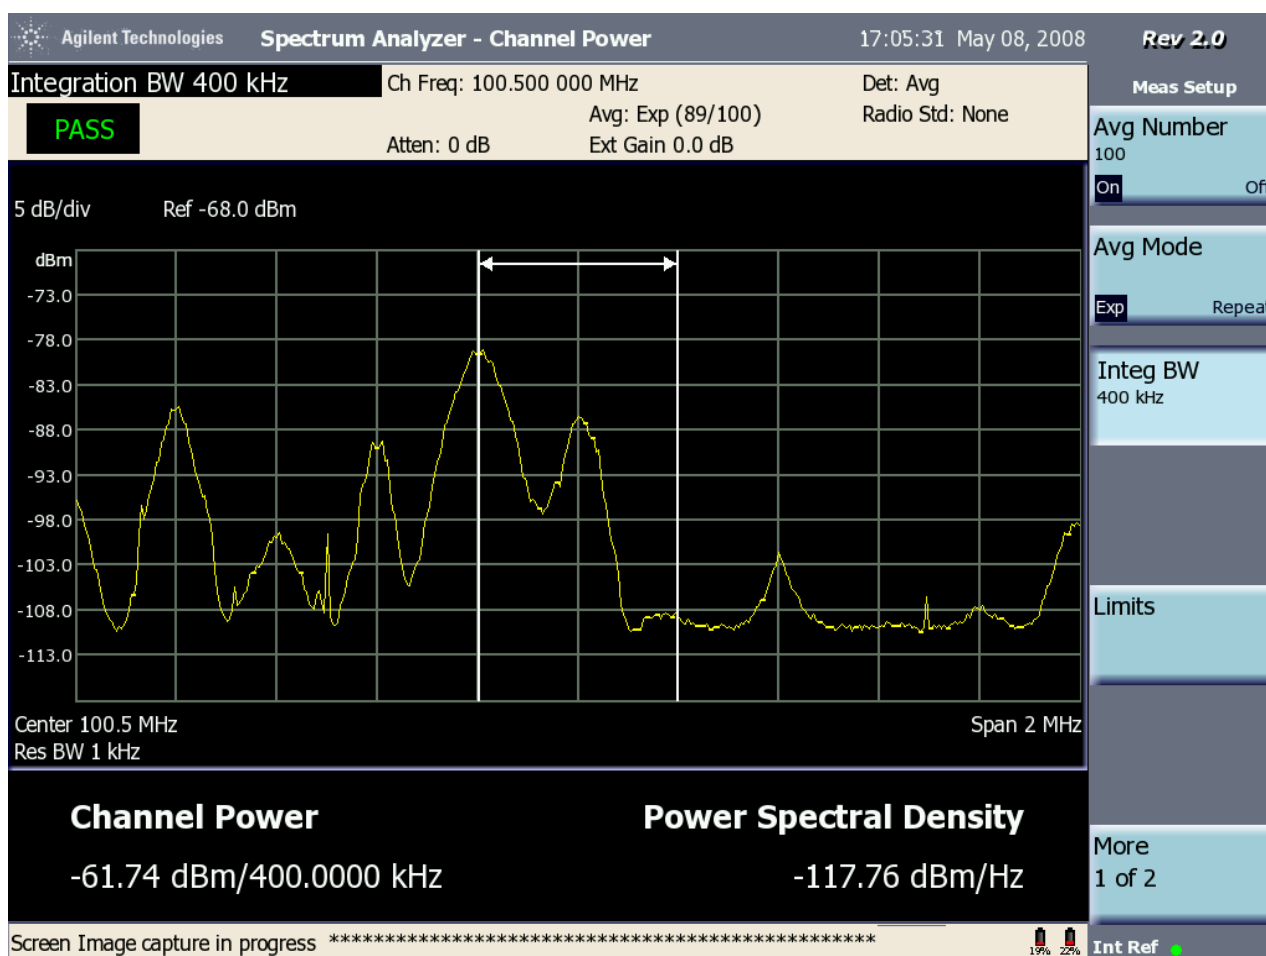 Agilent Technologies Spectrum Analyzer - Channel Power 17:05:31 May 08, 2008 Rev 2.0
Integration BW 400 kHz Ch Freq: 100.500 000 MHz Det: Avg
PASS Avg: Exp (89/100) Radio Std: None
Atten: 0 dB Ext Gain 0.0 dB
5 dB/div Ref -68.0 dBm
dBm
-73.0
-78.0
-83.0
-88.0
-93.0
-98.0
-103.0
-108.0
-113.0
Center 100.5 MHz Span 2 MHz
Res BW 1 kHz
Channel Power Power Spectral Density
-61.74 dBm/400.0000 kHz -117.76 dBm/Hz
Screen Image capture in progress *************************************************
19% 22%
Meas Setup
Avg Number
100
On Off
Avg Mode
Exp Repeat
Integ BW
400 kHz
Limits
More
1 of 2
Int Ref